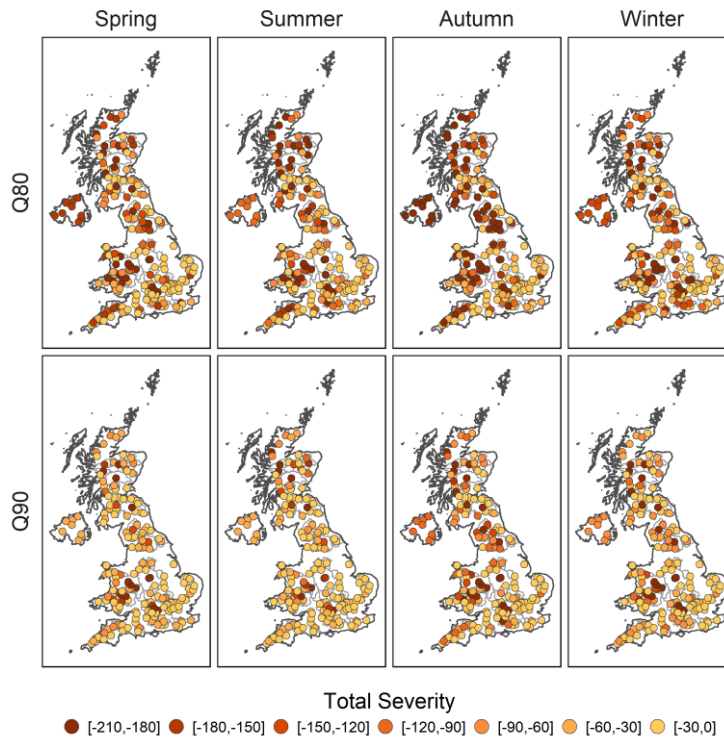 Spring Summer Autumn Winter
Q80
Q90
Total Severity
[-210,-180] [-180,-150] [-150,-120] [-120,-90] [-90,-60] [-60,-30] [-30,0]